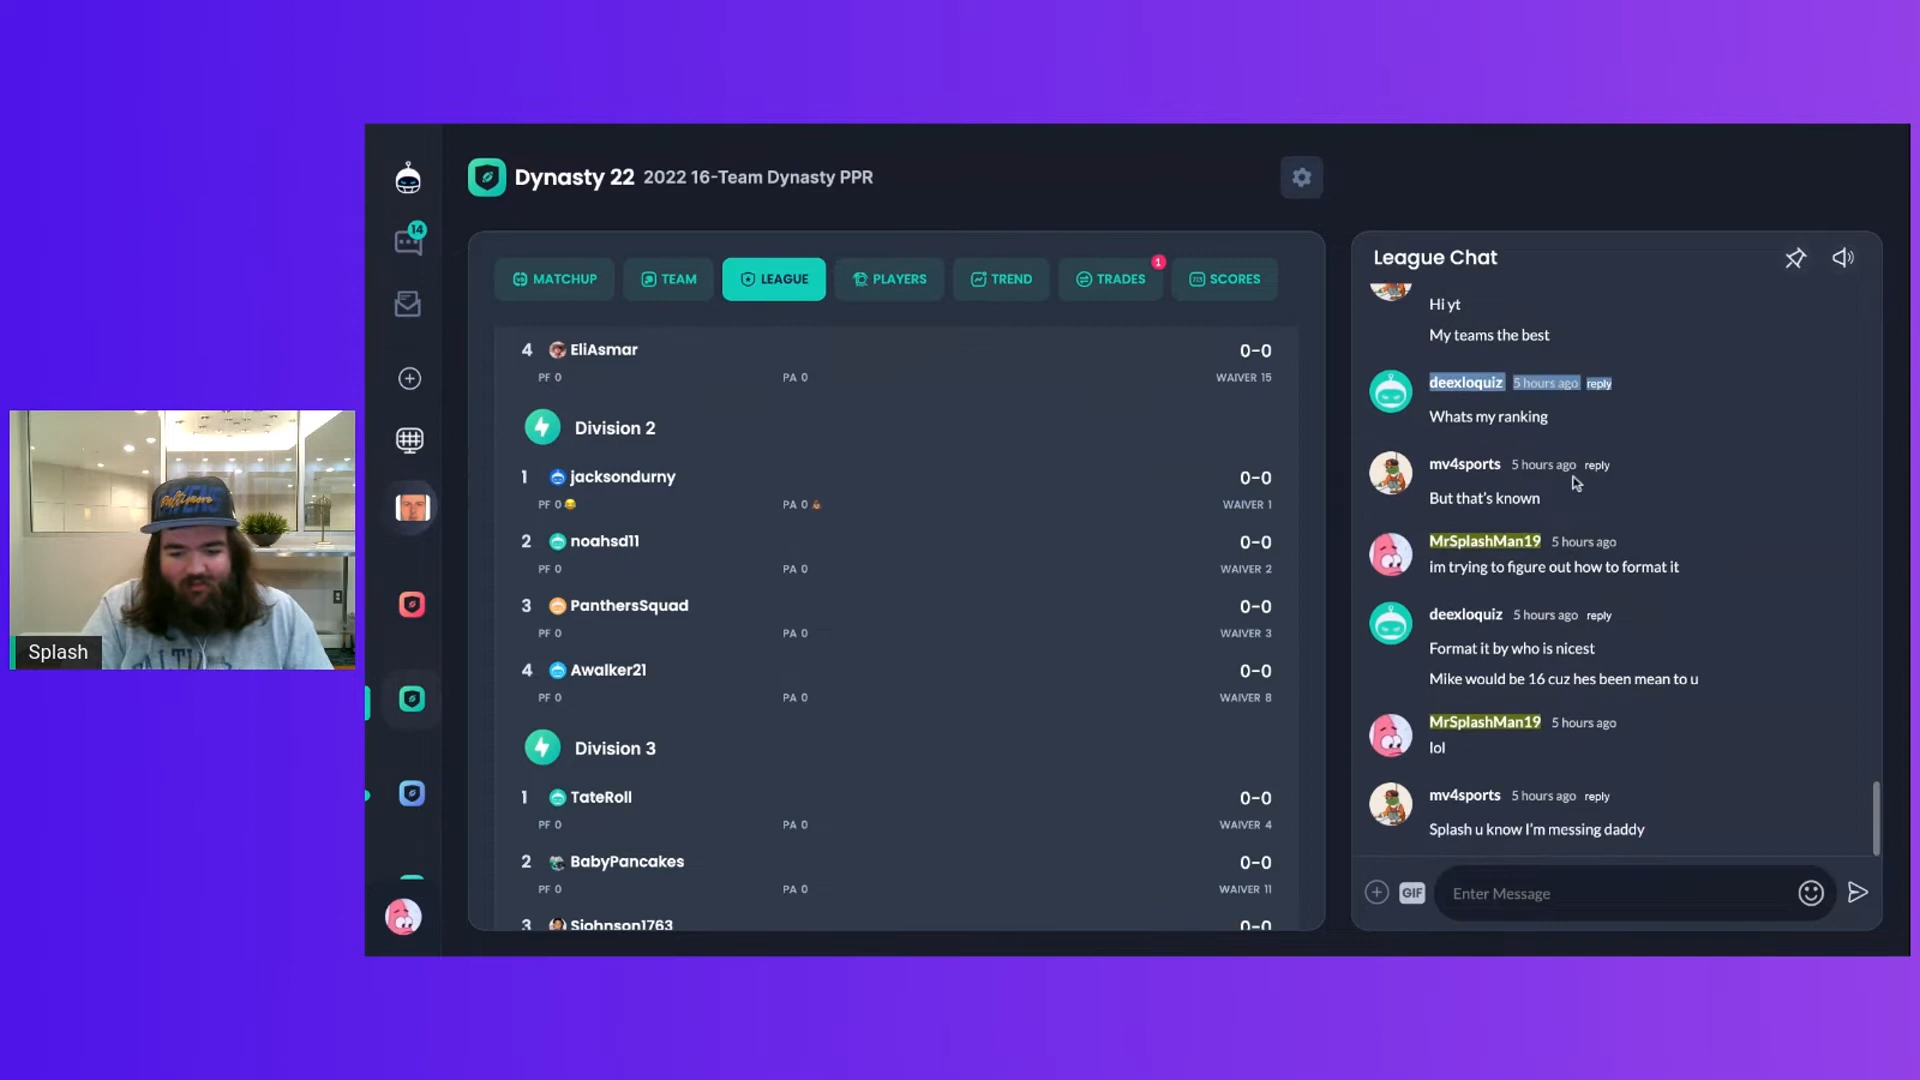 Dynasty 22 2022 16-Team Dynasty PPR
14
MATCHUP TEAM LEAGUE PLAYERS TREND TRADES 1 SCORES
4 EliAsmar 0-0
PF 0 PA 0 WAIVER 15
Division 2
1 jacksondurny 0-0
PF 0 😂 PA 0 WAIVER 1
2 noahsd11 0-0
PF 0 PA 0 WAIVER 2
3 PanthersSquad 0-0
PF 0 PA 0 WAIVER 3
4 Awalker21 0-0
PF 0 PA 0 WAIVER 8
Division 3
1 TateRoll 0-0
PF 0 PA 0 WAIVER 4
2 BabyPancakes 0-0
PF 0 PA 0 WAIVER 11
3 Sjohnson1763 0-0
League Chat
Hi yt
My teams the best
deexloquiz 5 hours ago reply
Whats my ranking
mv4sports 5 hours ago reply
But that's known
MrSplashMan19 5 hours ago
im trying to figure out how to format it
deexloquiz 5 hours ago reply
Format it by who is nicest
Mike would be 16 cuz hes been mean to u
MrSplashMan19 5 hours ago
lol
mv4sports 5 hours ago reply
Splash u know I'm messing daddy
GIF Enter Message
Baltimore
Splash